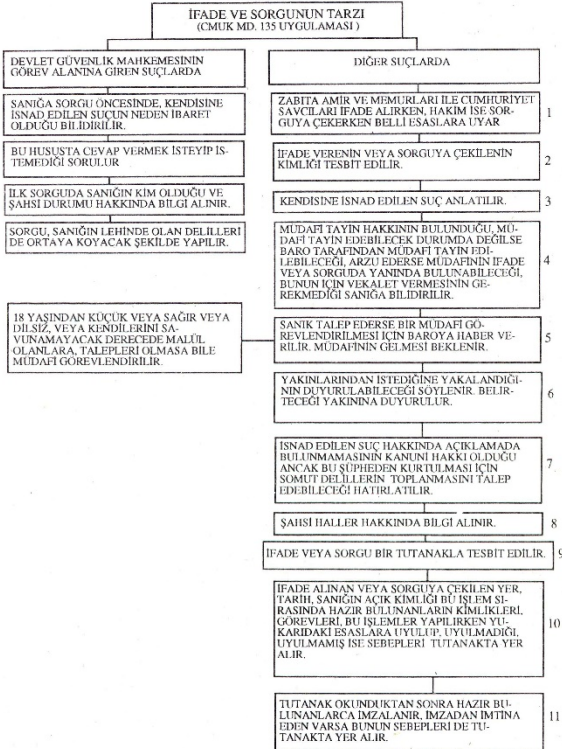 İFADE VE SORGUNUN TARZI
(CMUK MD. 135 UYGULAMASI )
DEVLET GÜVENLİK MAHKEMESİNİN
GÖREV ALANINA GİREN SUÇLARDA
SANIĞA SORGU ÖNCESİNDE, KENDİSİNE
İSNAD EDİLEN SUÇUN NEDEN İBARET
OLDUĞU BİLİDIRİLİR.
BU HUSUSTA CEVAP VERMEK İSTEYİP İS-
TEMEDİĞİ SORULUR
İLK SORGUDA SANIĞIN KİM OLDUĞU VE
ŞAHSİ DURUMU HAKKINDA BİLGİ ALINIR.
SORGU, SANIĞIN LEHİNDE OLAN DELİLLERİ
DE ORTAYA KOYACAK ŞEKİLDE YAPILIR.
18 YAŞINDAN KÜÇÜK VEYA SAĞIR VEYA
DİLSİZ, VEYA KENDİLERİNİ SA-
VUNAMAYACAK DERECEDE MALÜL
OLANLARA, TALEPLERİ OLMASA BİLE
MÜDAFİ GÖREVLENDİRİLİR.
DİĞER SUÇLARDA
ZABITA AMİR VE MEMURLARI İLE CUMHURİYET
SAVCILARI İFADE ALIRKEN, HAKİM İSE SOR-
GUYA ÇEKERKEN BELLİ ESASLARA UYAR
1
İFADE VERENİN VEYA SORGUYA ÇEKİLENİN
KİMLİĞİ TESBİT EDİLİR.
2
KENDİSİNE İSNAD EDİLEN SUÇ ANLATILIR.
3
MÜDAFİ TAYİN HAKKININ BULUNDUĞU, MÜ-
DAFİ TAYİN EDEBİLECEK DURUMDA DEĞİLSE
BARO TARAFINDAN MÜDAFİ TAYİN EDİ-
LEBİLECEĞİ, ARZU EDERSE MÜDAFİNİN İFADE
VEYA SORGUDA YANINDA BULUNABİLECEĞİ,
BUNUN İÇİN VEKALET VERMESİNİN GE-
REKMEDİĞİ SANIĞA BİLİDIRİLİR.
4
SANIK TALEP EDERSE BİR MÜDAFİ GÖ-
REVLENDİRİLMESİ İÇİN BAROYA HABER VE-
RİLİR. MÜDAFİNİN GELMESİ BEKLENİR.
5
YAKINLARINDAN İSTEDİĞİNE YAKALANDIĞI-
NIN DUYURULABİLECEĞİ SÖYLENİR. BELİR-
TECEĞİ YAKININA DUYURULUR.
6
İSNAD EDİLEN SUÇ HAKKINDA AÇIKLAMADA
BULUNMAMASININ KANUNİ HAKKI OLDUĞU
ANCAK BU ŞÜPHEDEN KURTULMASI İÇİN
SOMUT DELİLLERİN TOPLANMASINI TALEP
EDEBİLECEĞİ HATIRLATILIR.
7
ŞAHSİ HALLER HAKKINDA BİLGİ ALINIR.
8
İFADE VEYA SORGU BİR TUTANAKLA TESBİT EDİLİR.
9
İFADE ALINAN VEYA SORGUYA ÇEKİLEN YER,
TARİH, SANIĞIN AÇIK KİMLİĞİ BU İŞLEM SI-
RASINDA HAZIR BULUNANLARIN KİMLİKLERİ,
GÖREVLERİ, BU İŞLEMLER YAPILIRKEN YU-
KARIDAKİ ESASLARA UYULUP, UYULMADIĞI,
UYULMAMIŞ İSE SEBEPLERİ TUTANAKTA YER
ALIR.
10
TUTANAK OKUNDUKTAN SONRA HAZIR BU-
LUNANLARCA İMZALANIR, İMZADAN İMTİNA
EDEN VARSA BUNUN SEBEPLERİ DE TU-
TANAKTA YER ALIR.
11